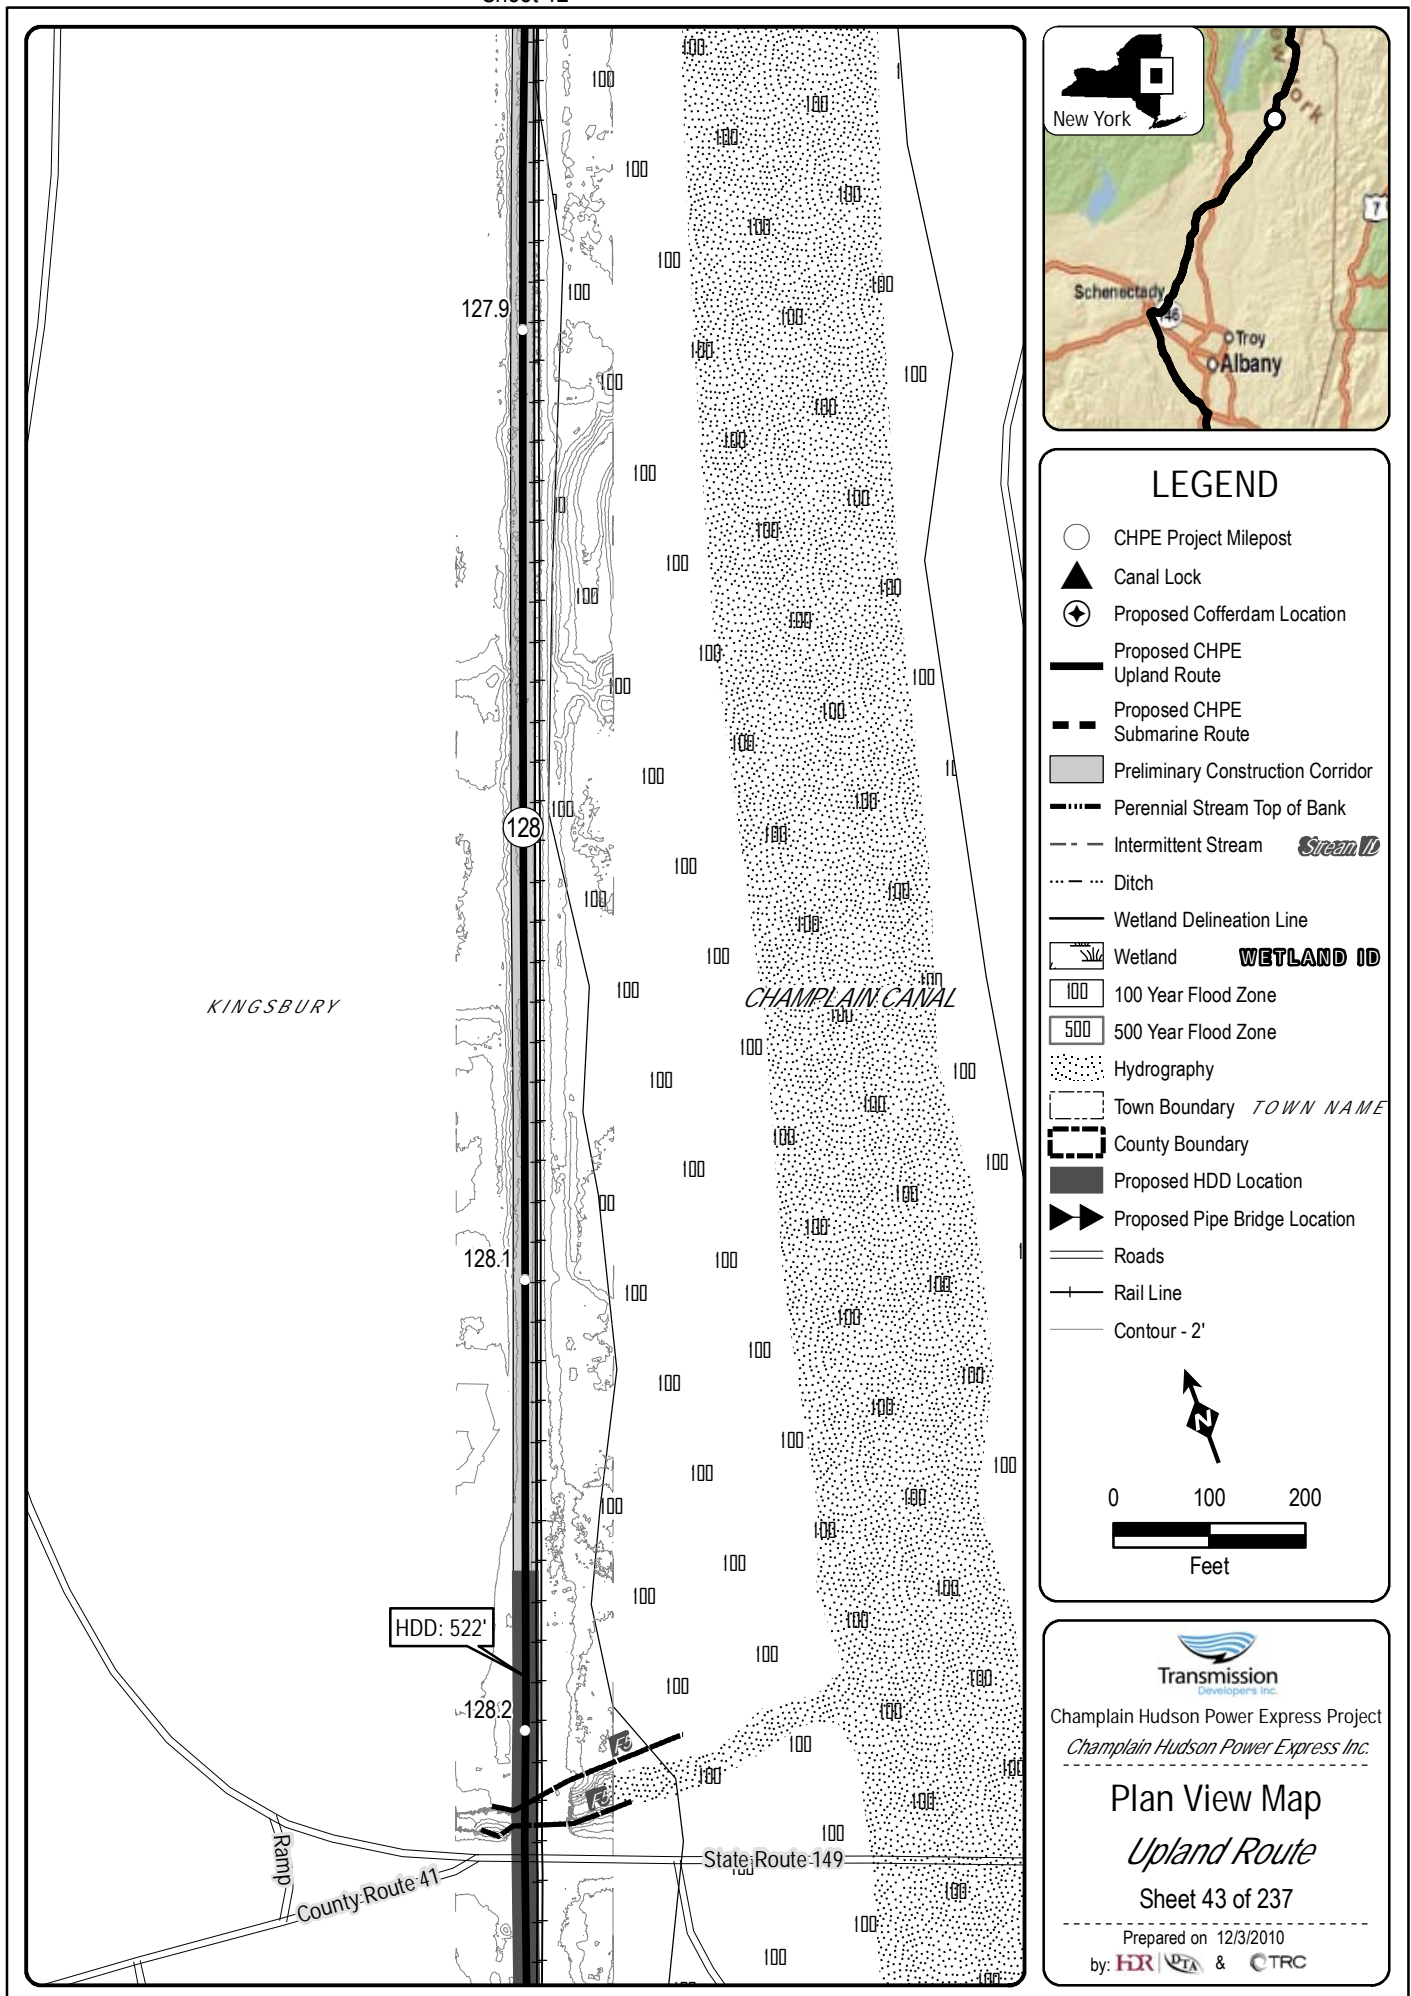 127.9
128
128.1
128.2
KINGSBURY
CHAMPLAIN CANAL
HDD: 522'
F5
F5
Ramp
County Route 41
State Route 149
100
New York
Schenectady
146
Troy
Albany
7
LEGEND
CHPE Project Milepost
Canal Lock
Proposed Cofferdam Location
Proposed CHPE
Upland Route
Proposed CHPE
Submarine Route
Preliminary Construction Corridor
Perennial Stream Top of Bank
Intermittent Stream Stream ID
Ditch
Wetland Delineation Line
Wetland WETLAND ID
100 100 Year Flood Zone
500 500 Year Flood Zone
Hydrography
Town Boundary TOWN NAME
County Boundary
Proposed HDD Location
Proposed Pipe Bridge Location
Roads
Rail Line
Contour - 2'
N
0 100 200
Feet
Transmission
Developers Inc.
Champlain Hudson Power Express Project
Champlain Hudson Power Express Inc.
Plan View Map
Upland Route
Sheet 43 of 237
Prepared on 12/3/2010
by: HDR DTA & TRC